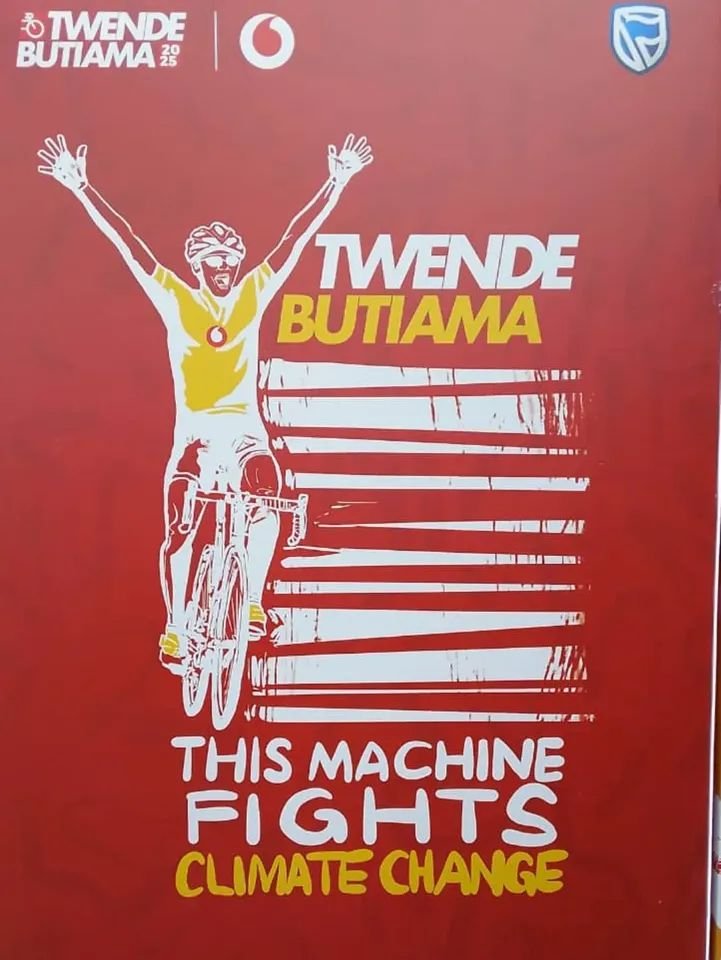 TWENDE
BUTIAMA 2025
TWENDE
BUTIAMA
THIS MACHINE
FIGHTS
CLIMATE CHANGE